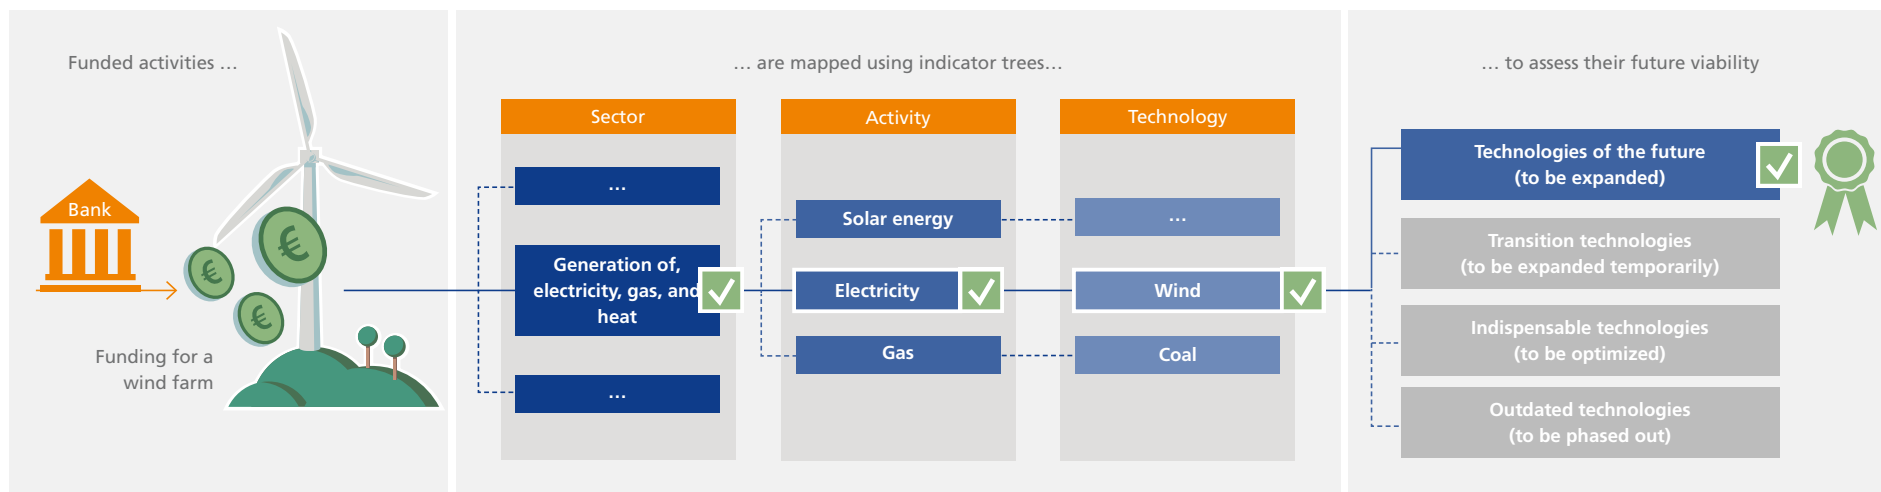 Funded activities …
Bank
€
€
€
Funding for a
wind farm
… are mapped using indicator trees…
Sector
…
Generation of,
electricity, gas, and
heat
…
Activity
Solar energy
Electricity
Gas
Technology
…
Wind
Coal
… to assess their future viability
Technologies of the future
(to be expanded)
Transition technologies
(to be expanded temporarily)
Indispensable technologies
(to be optimized)
Outdated technologies
(to be phased out)